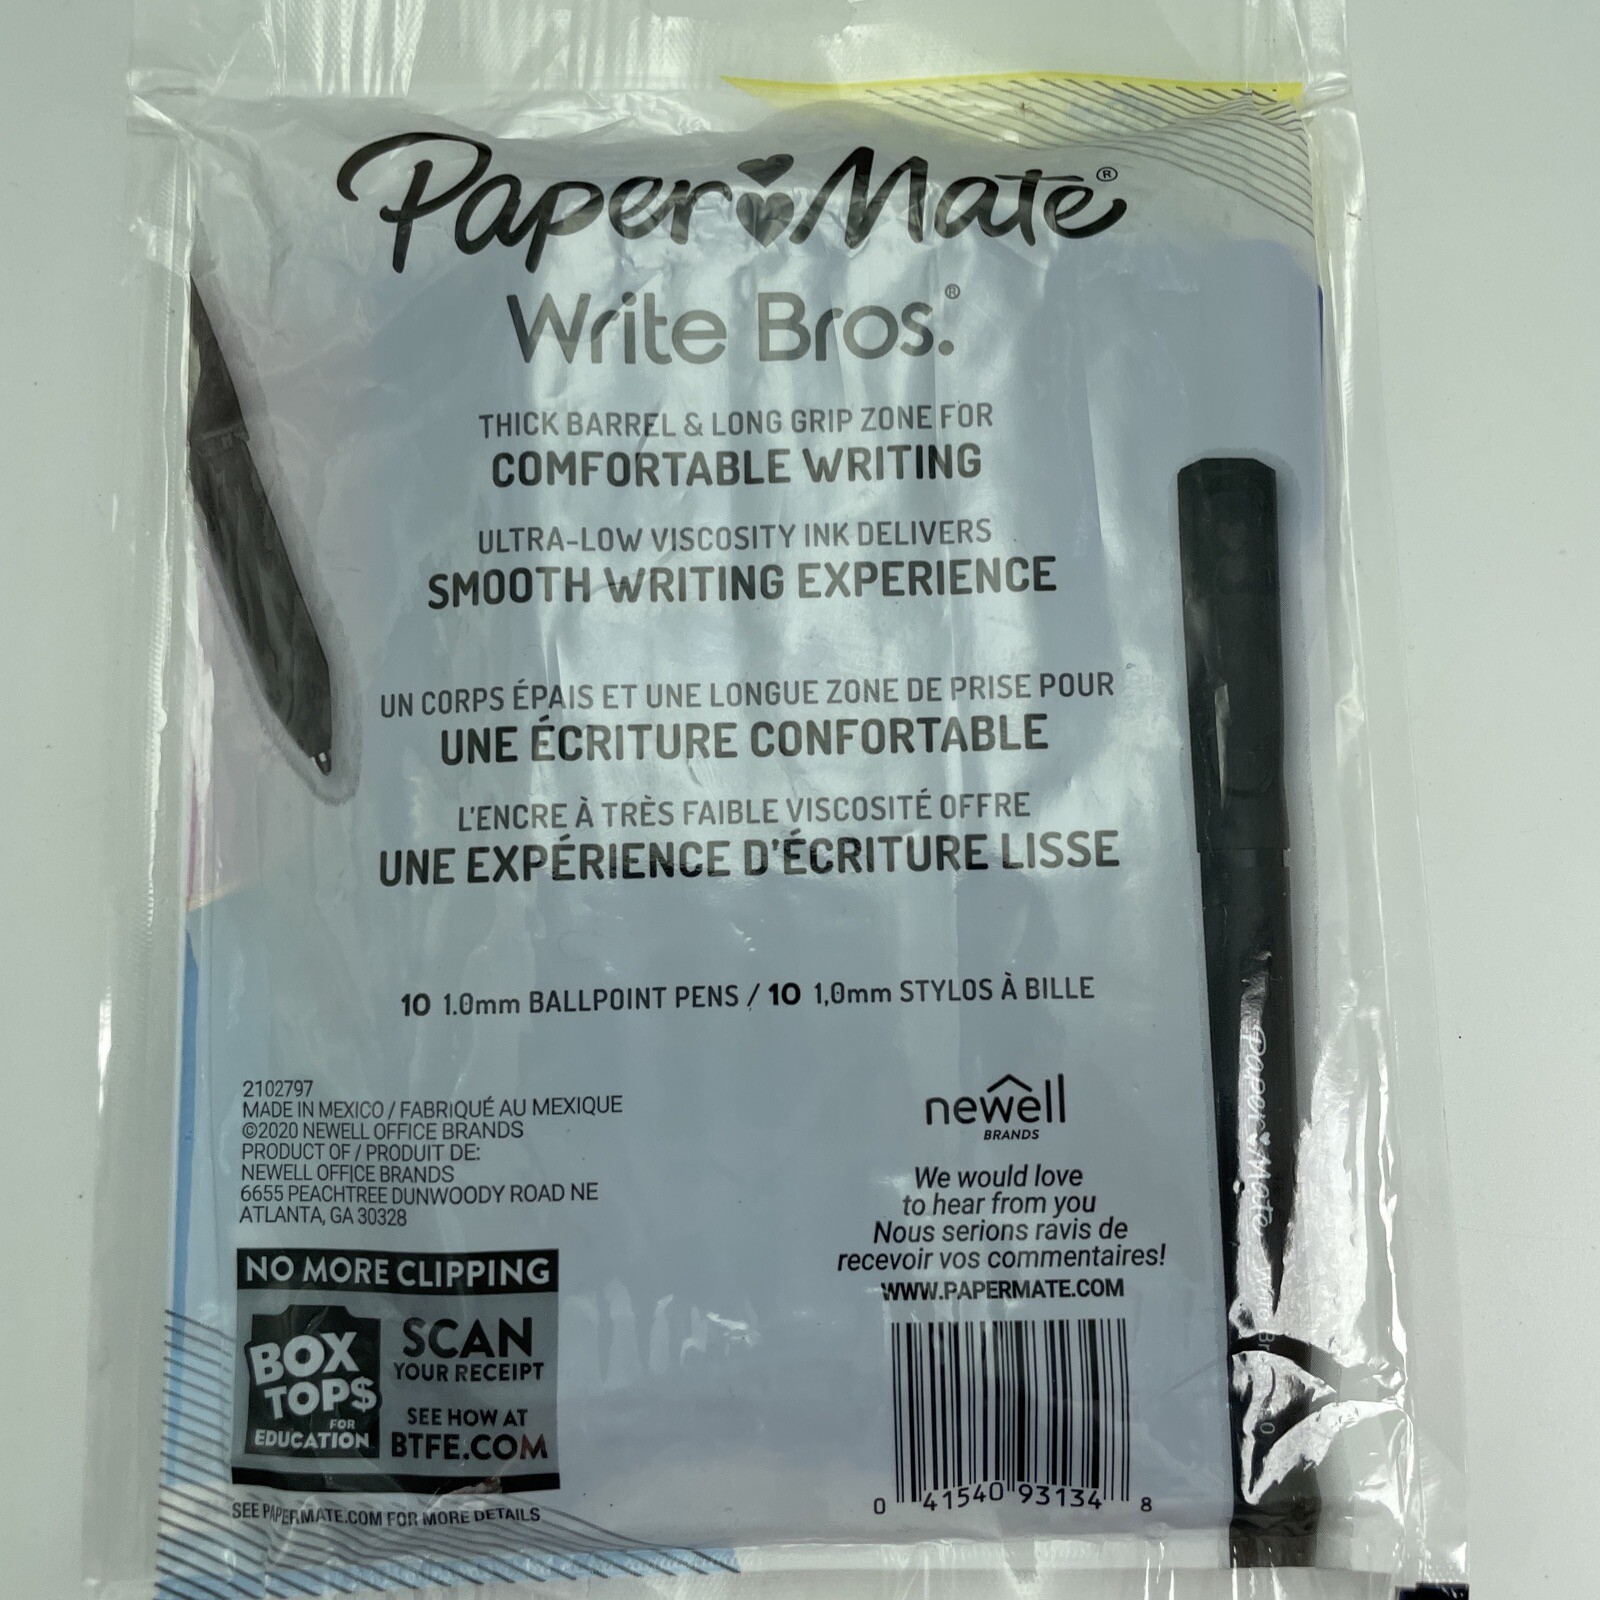 Paper Mate®
Write Bros.®
THICK BARREL & LONG GRIP ZONE FOR
COMFORTABLE WRITING
ULTRA-LOW VISCOSITY INK DELIVERS
SMOOTH WRITING EXPERIENCE
UN CORPS ÉPAIS ET UNE LONGUE ZONE DE PRISE POUR
UNE ÉCRITURE CONFORTABLE
L'ENCRE À TRÈS FAIBLE VISCOSITÉ OFFRE
UNE EXPÉRIENCE D'ÉCRITURE LISSE
10 1.0mm BALLPOINT PENS / 10 1,0mm STYLOS À BILLE
2102797
MADE IN MEXICO / FABRIQUÉ AU MEXIQUE
©2020 NEWELL OFFICE BRANDS
PRODUCT OF / PRODUIT DE:
NEWELL OFFICE BRANDS
6655 PEACHTREE DUNWOODY ROAD NE
ATLANTA, GA 30328
NO MORE CLIPPING
BOX
TOPS
FOR
EDUCATION
SCAN
YOUR RECEIPT
SEE HOW AT
BTFE.COM
SEE PAPERMATE.COM FOR MORE DETAILS
newell
BRANDS
We would love
to hear from you
Nous serions ravis de
recevoir vos commentaires!
WWW.PAPERMATE.COM
0 41540 93134 8
Paper Mate